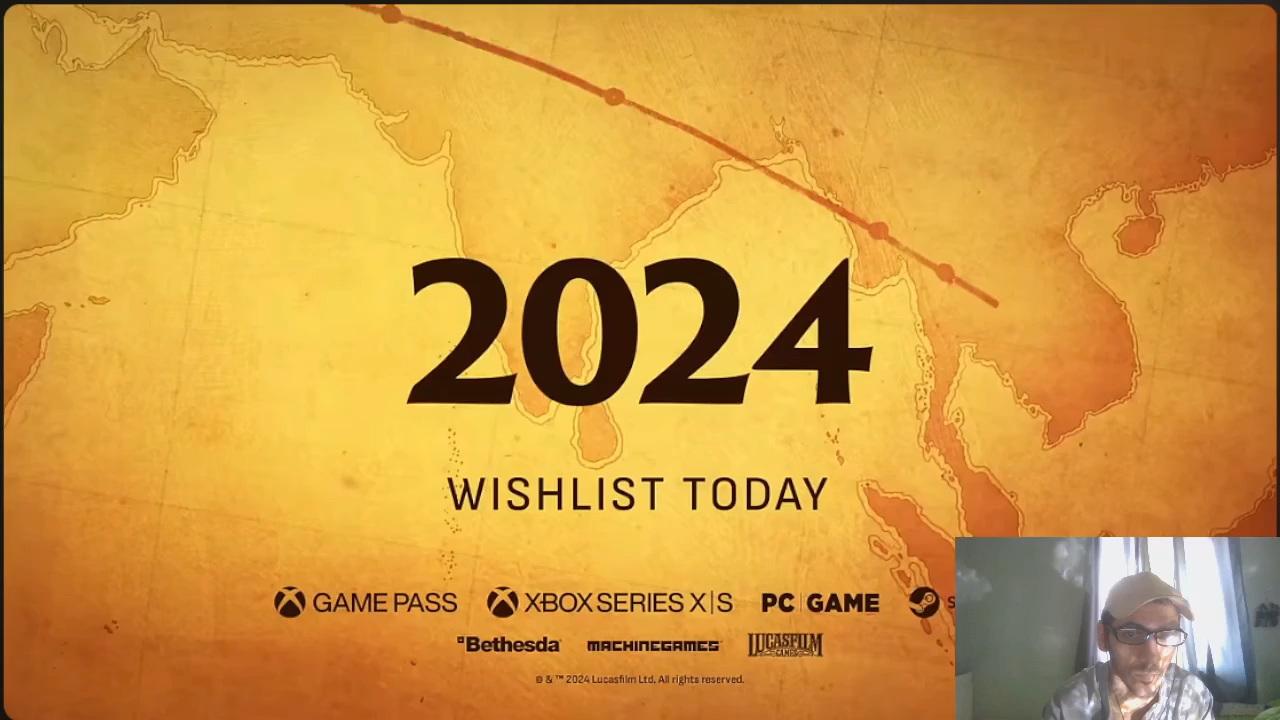 2024
WISHLIST TODAY
GAME PASS XBOX SERIES X|S PC GAME
Bethesda MACHINEGAMES LUCASFILM GAMES
© & ™ 2024 Lucasfilm Ltd. All rights reserved.